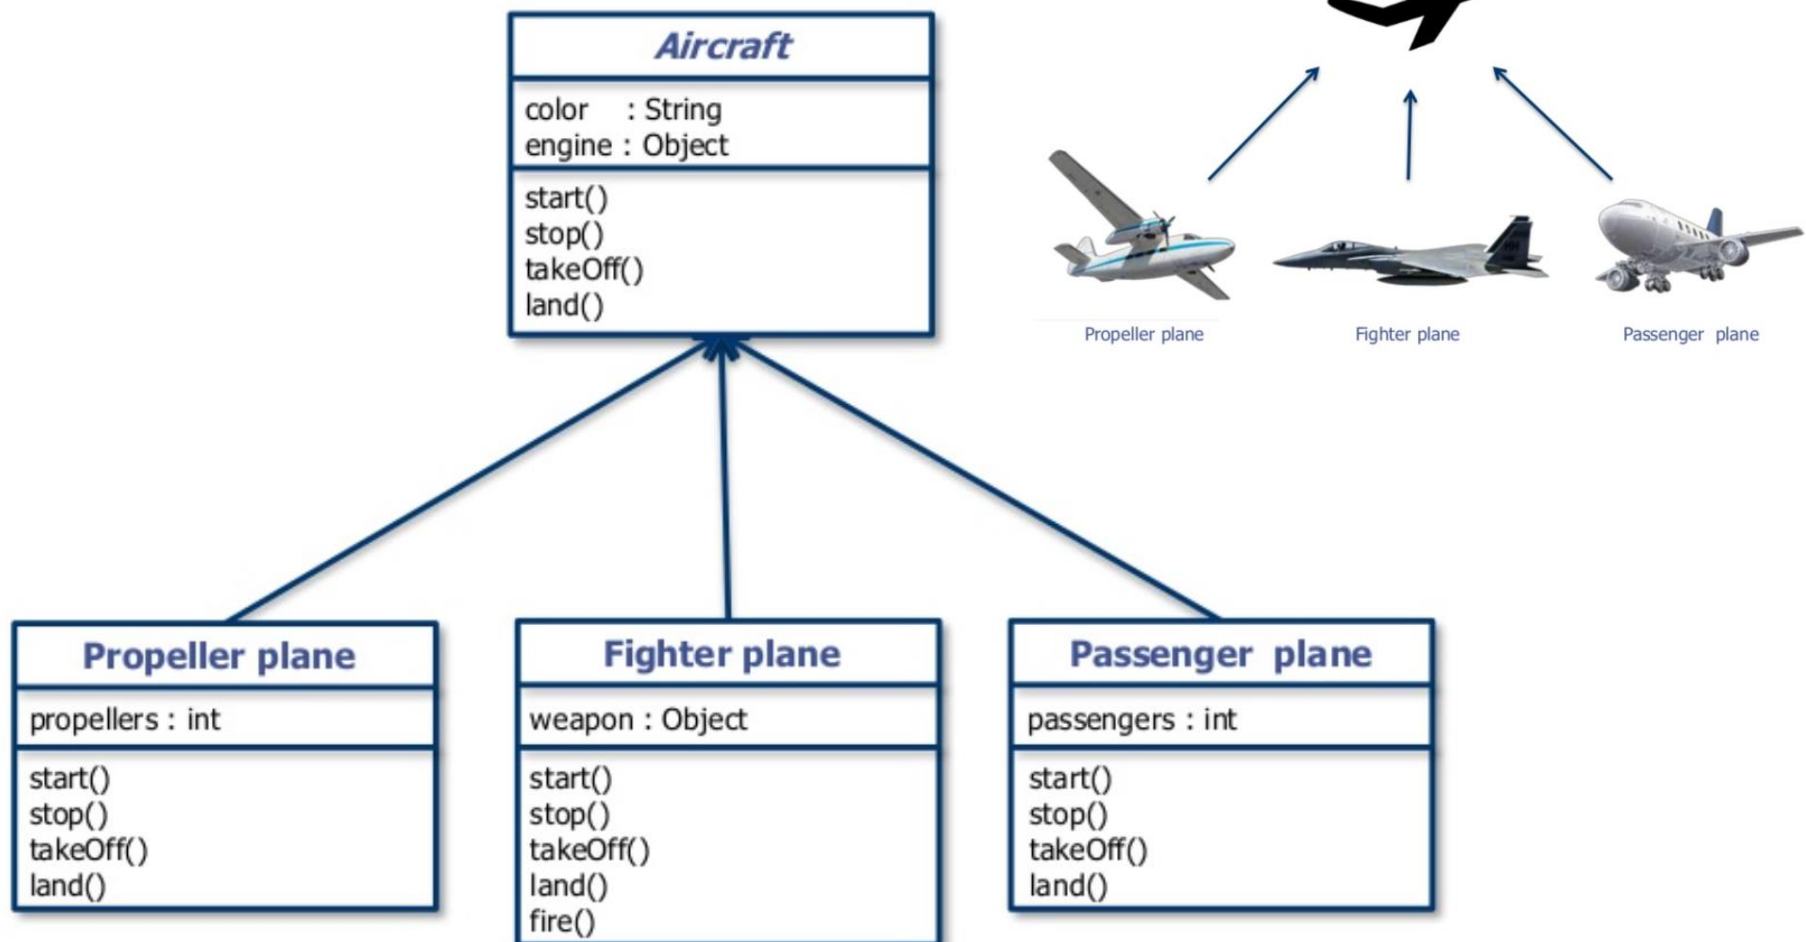 Aircraft
color : String
engine : Object
start()
stop()
takeOff()
land()
Propeller plane
Fighter plane
Passenger plane
Propeller plane
propellers : int
start()
stop()
takeOff()
land()
Fighter plane
weapon : Object
start()
stop()
takeOff()
land()
fire()
Passenger plane
passengers : int
start()
stop()
takeOff()
land()